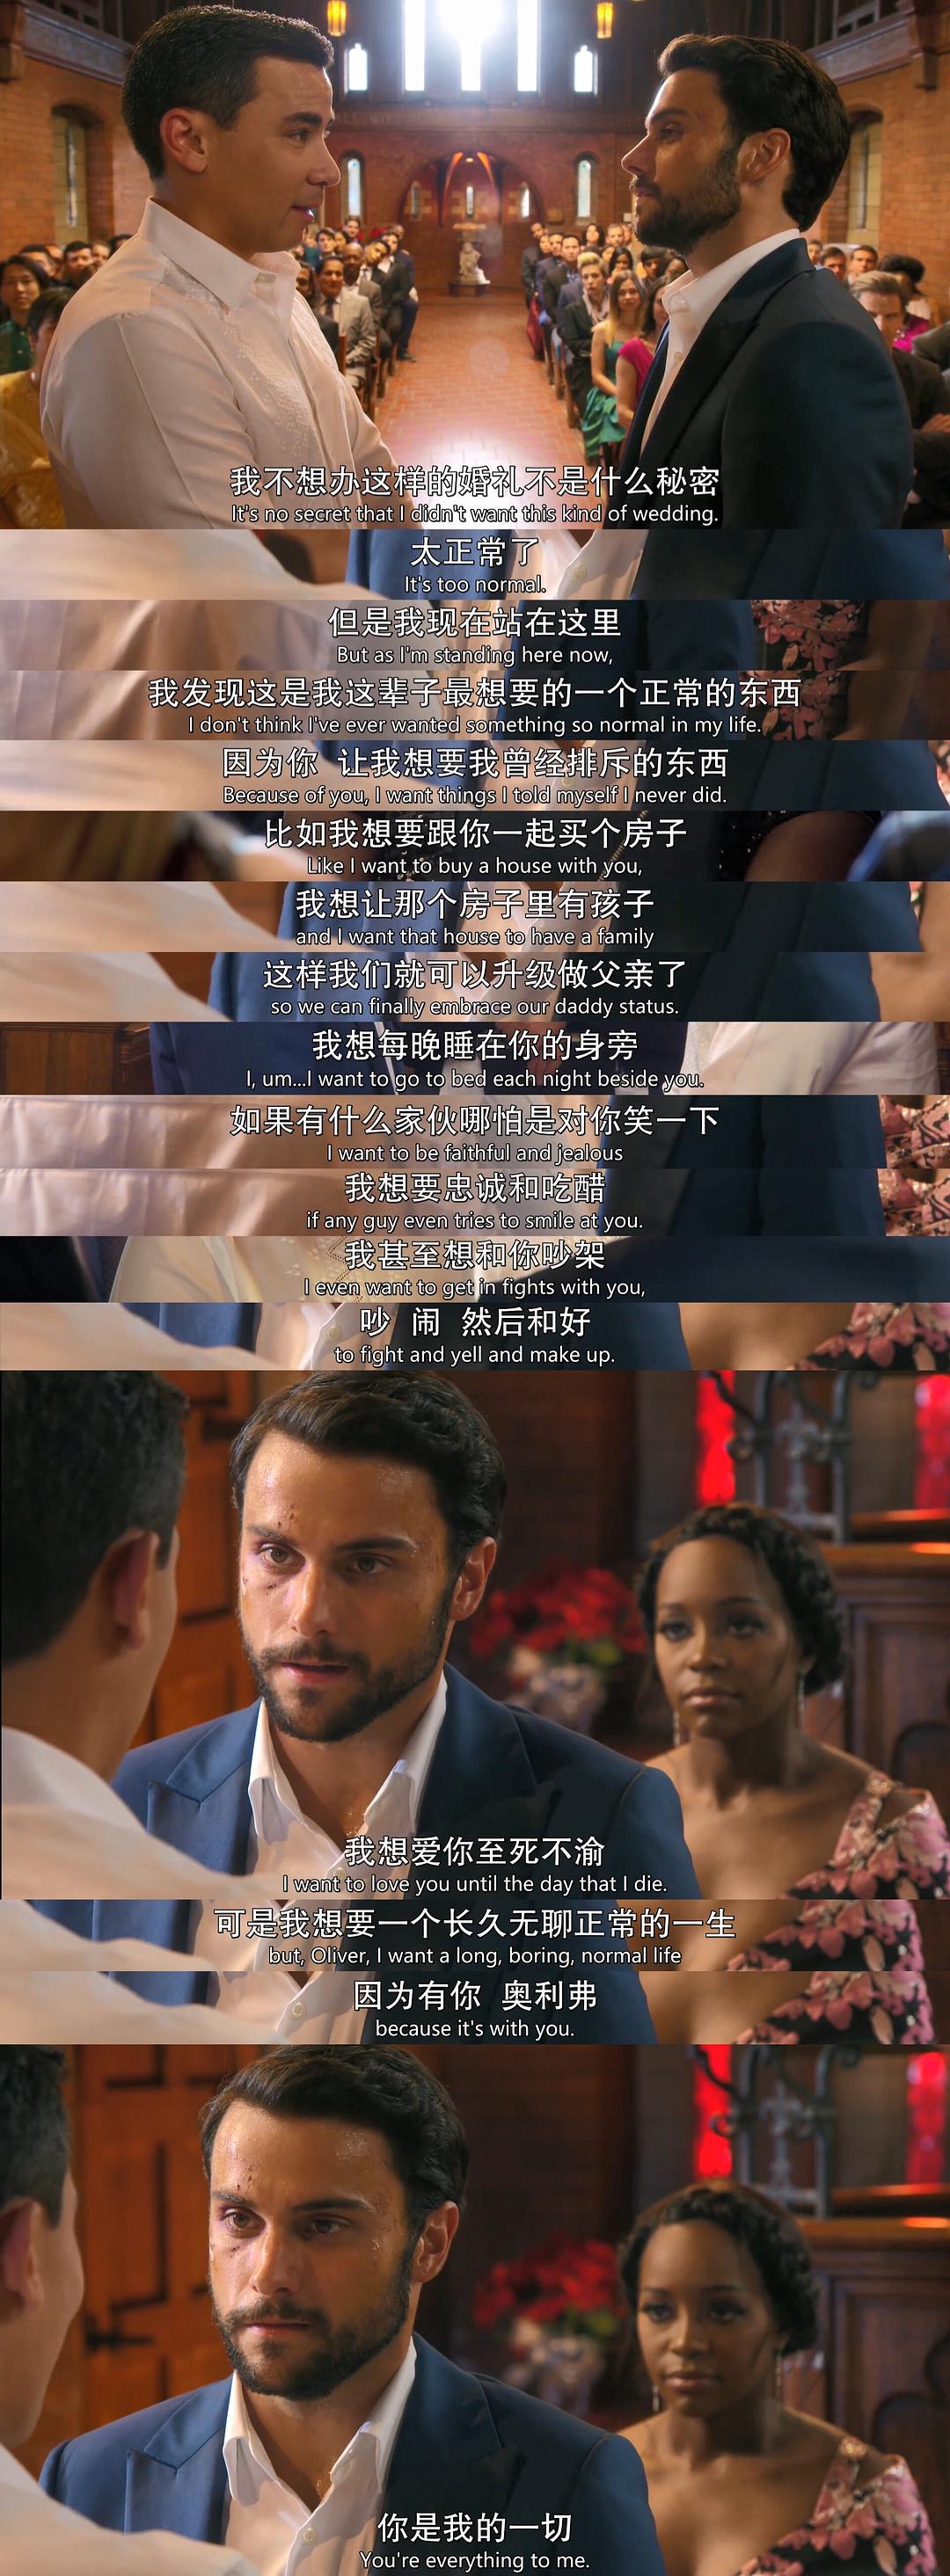 我不想办这样的婚礼不是什么秘密
It's no secret that I didn't want this kind of wedding.
太正常了
It's too normal.
但是我现在站在这里
But as I'm standing here now,
我发现这是我这辈子最想要的一个正常的东西
I don't think I've ever wanted something so normal in my life.
因为你 让我想要我曾经排斥的东西
Because of you, I want things I told myself I never did.
比如我想要跟你一起买个房子
Like I want to buy a house with you,
我想让那个房子里有孩子
and I want that house to have a family
这样我们就可以升级做父亲了
so we can finally embrace our daddy status.
我想每晚睡在你的身旁
I, um...I want to go to bed each night beside you.
如果有什么家伙哪怕是对你笑一下
I want to be faithful and jealous
我想要忠诚和吃醋
if any guy even tries to smile at you.
我甚至想和你吵架
I even want to get in fights with you,
吵 闹 然后和好
to fight and yell and make up.
我想爱你至死不渝
I want to love you until the day that I die.
可是我想要一个长久无聊正常的一生
but, Oliver, I want a long, boring, normal life
因为有你 奥利弗
because it's with you.
你是我的一切
You're everything to me.